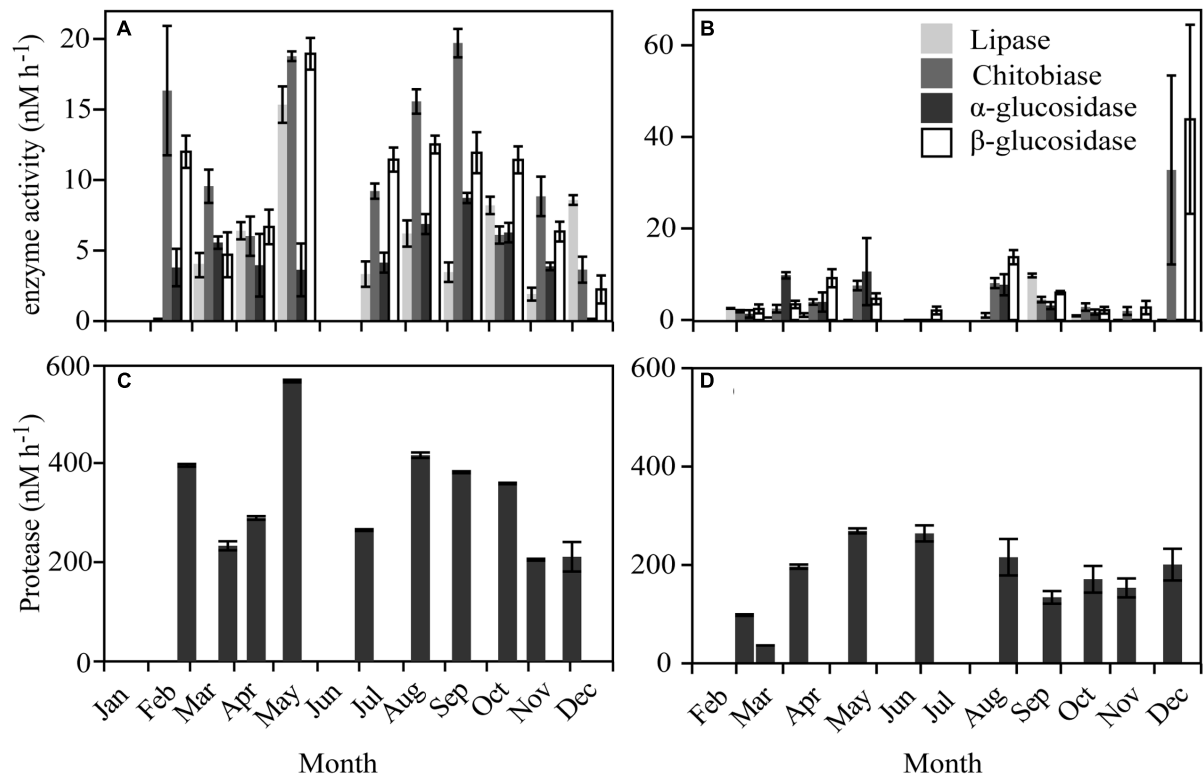 A
B
enzyme activity (nM h-1)
20
15
10
5
0
60
40
20
0
Lipase
Chitobiase
α-glucosidase
β-glucosidase
C
D
Protease (nM h-1)
600
400
200
0
600
400
200
0
Jan Feb Mar Apr May Jun Jul Aug Sep Oct Nov Dec
Feb Mar Apr May Jun Jul Aug Sep Oct Nov Dec
Month
Month